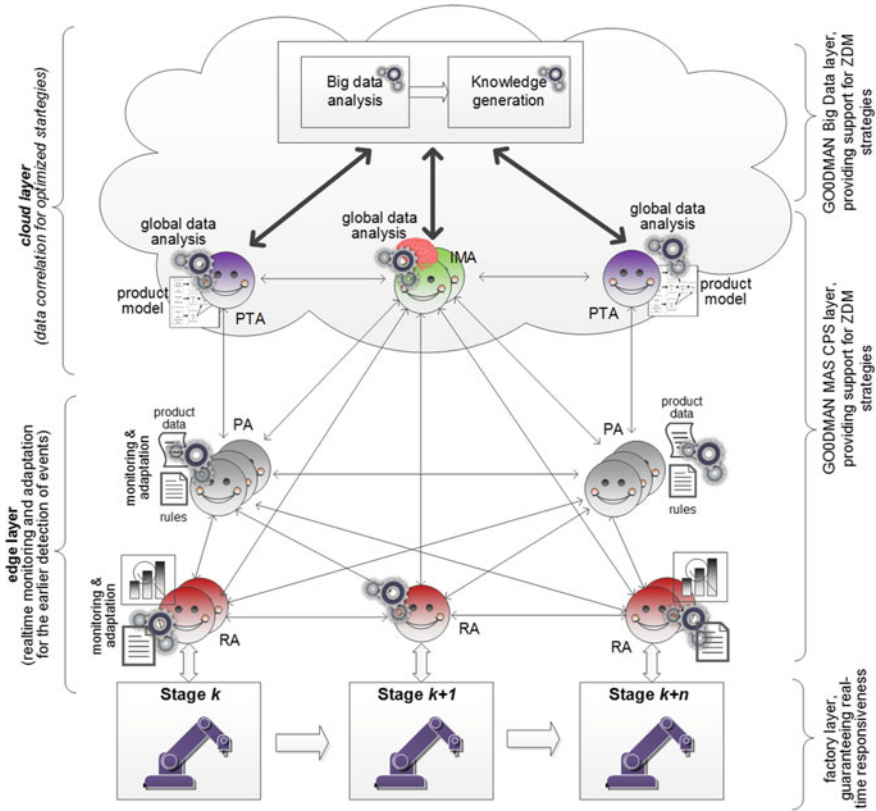 cloud layer
(data correlation for optimized startegies)
edge layer
(realtime monitoring and adaptation
for the earlier detection of events)
Big data
analysis
Knowledge
generation
global data
analysis
product
model
PTA
global data
analysis
IMA
global data
analysis
product
model
PTA
monitoring &
adaptation
product
data
rules
PA
PA
product
data
rules
monitoring &
adaptation
RA
RA
RA
Stage k
Stage k+1
Stage k+n
GO0DMAN Big Data layer,
providing support for ZDM
strategies
GO0DMAN MAS CPS layer,
providing support for ZDM
strategies
factory layer,
guaranteeing real-
time responsiveness